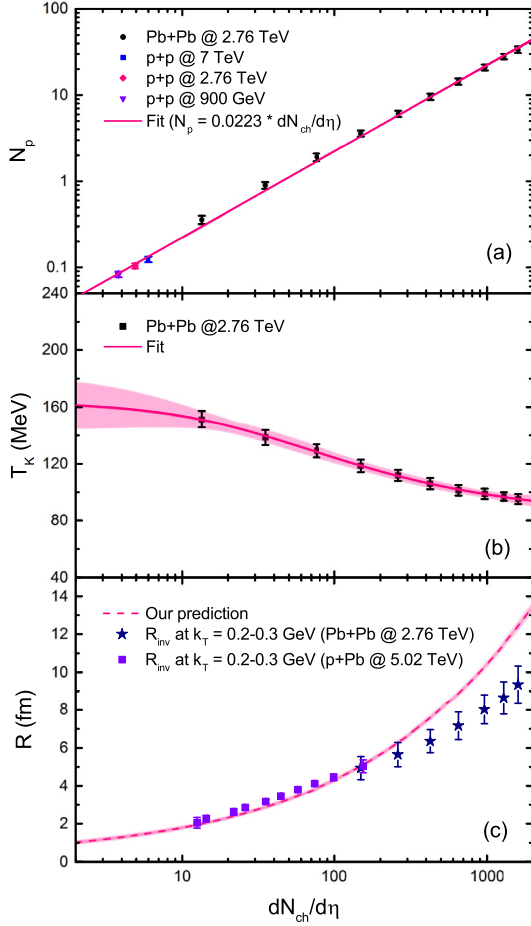 100
10
1
0.1
N_p
Pb+Pb @ 2.76 TeV
p+p @ 7 TeV
p+p @ 2.76 TeV
p+p @ 900 GeV
Fit (N_p = 0.0223 * dN_ch/dη)
(a)
240
200
160
120
80
40
T_K (MeV)
Pb+Pb @2.76 TeV
Fit
(b)
14
12
10
8
6
4
2
0
R (fm)
Our prediction
R_inv at k_T = 0.2-0.3 GeV (Pb+Pb @ 2.76 TeV)
R_inv at k_T = 0.2-0.3 GeV (p+Pb @ 5.02 TeV)
(c)
10 100 1000
dN_ch/dη